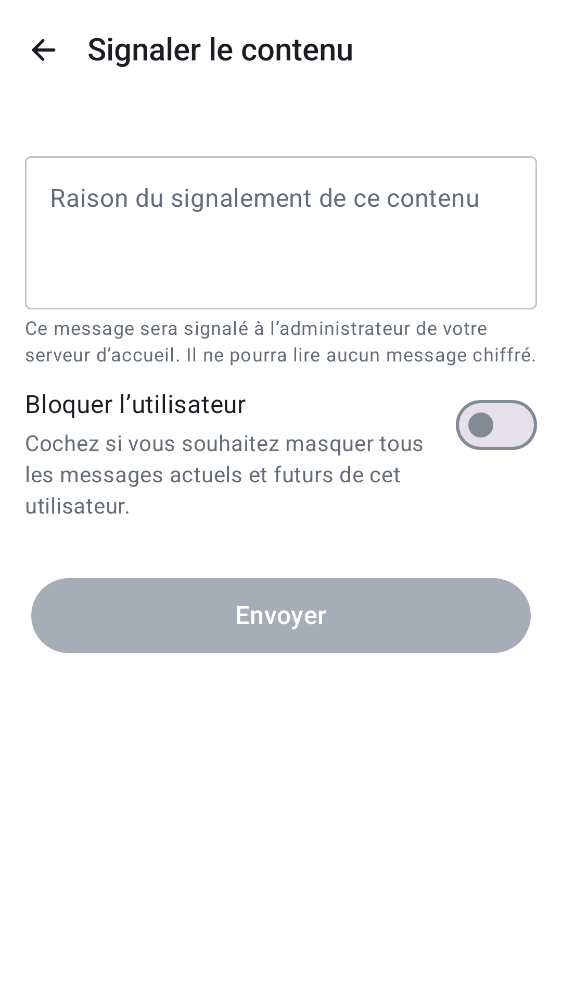 Signaler le contenu
Raison du signalement de ce contenu
Ce message sera signalé à l’administrateur de votre
serveur d’accueil. Il ne pourra lire aucun message chiffré.
Bloquer l’utilisateur
Cochez si vous souhaitez masquer tous
les messages actuels et futurs de cet
utilisateur.
Envoyer